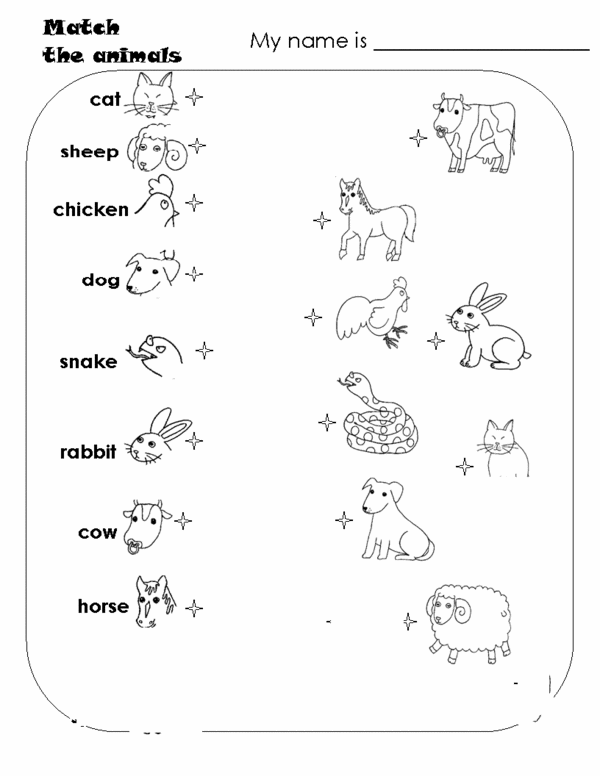 Match
the animals
My name is
cat
sheep
chicken
dog
snake
rabbit
cow
horse